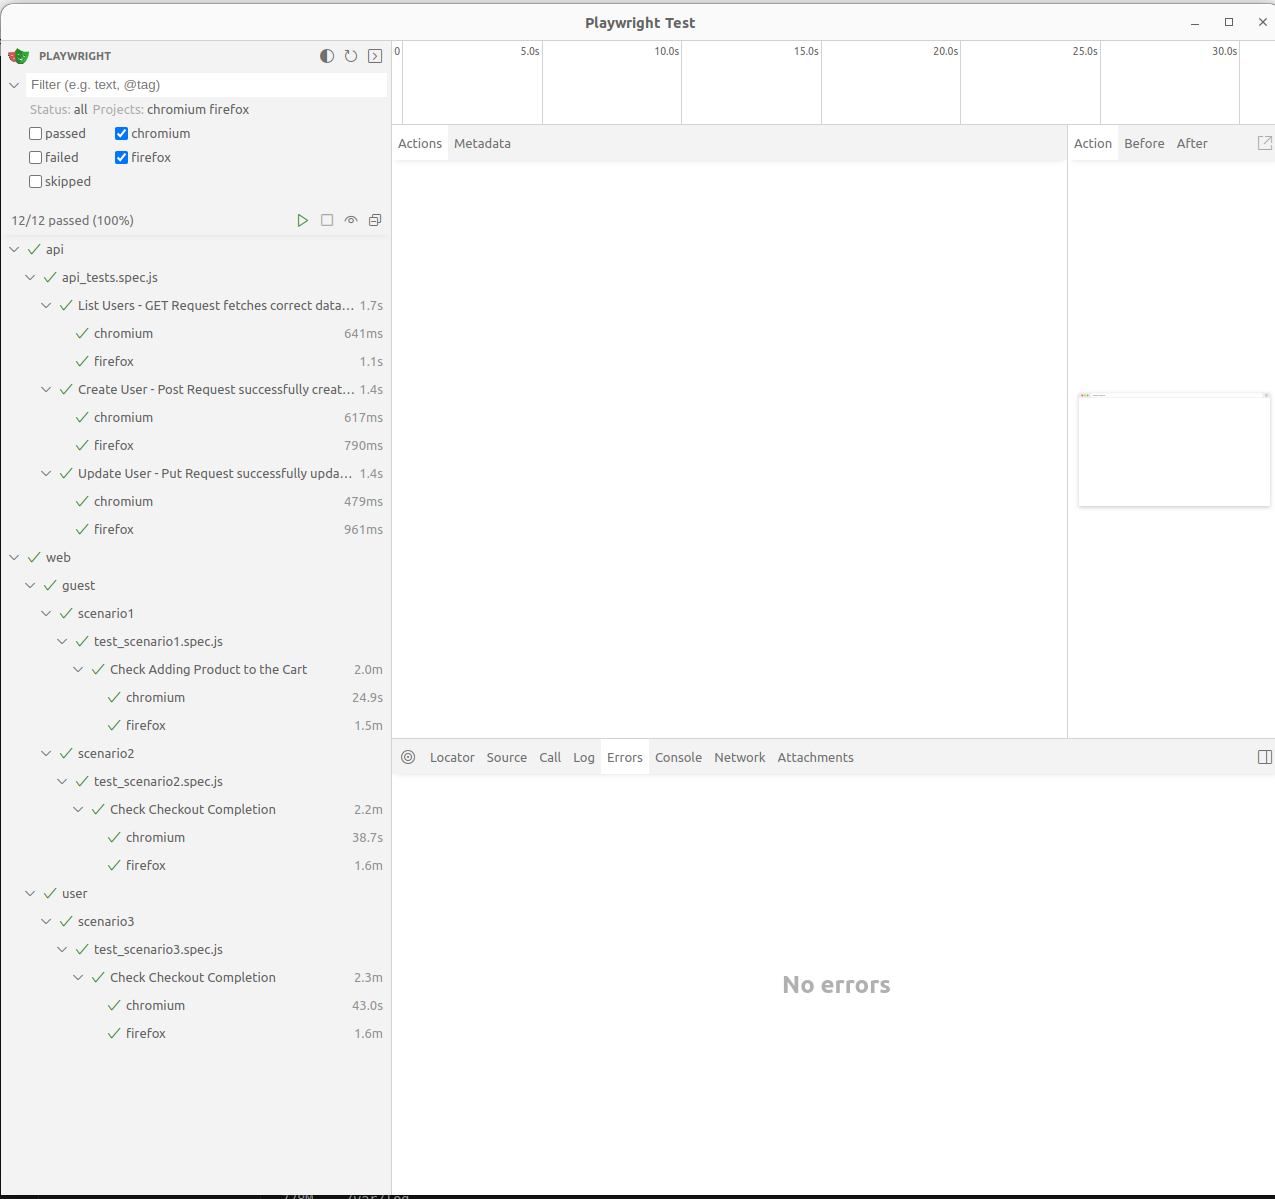 Playwright Test
PLAYWRIGHT
Filter (e.g. text, @tag)
Status: all Projects: chromium firefox
passed chromium
failed firefox
skipped
12/12 passed (100%)
api
api_tests.spec.js
List Users - GET Request fetches correct data... 1.7s
chromium 641ms
firefox 1.1s
Create User - Post Request successfully creat... 1.4s
chromium 617ms
firefox 790ms
Update User - Put Request successfully upda... 1.4s
chromium 479ms
firefox 961ms
web
guest
scenario1
test_scenario1.spec.js
Check Adding Product to the Cart 2.0m
chromium 24.9s
firefox 1.5m
scenario2
test_scenario2.spec.js
Check Checkout Completion 2.2m
chromium 38.7s
firefox 1.6m
user
scenario3
test_scenario3.spec.js
Check Checkout Completion 2.3m
chromium 43.0s
firefox 1.6m
0 5.0s 10.0s 15.0s 20.0s 25.0s 30.0s
Actions Metadata
Action Before After
Locator Source Call Log Errors Console Network Attachments
No errors